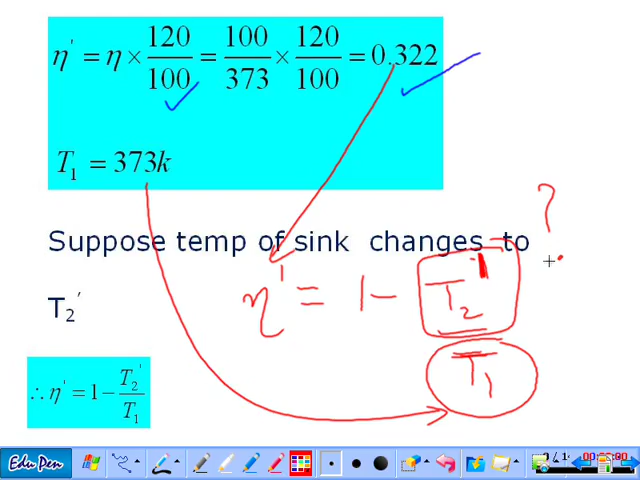 η' = η × 120/100 = 100/373 × 120/100 = 0.322
T₁ = 373k
Suppose temp of sink changes to
T₂'
?
η' = 1 - T₂'/T₁
∴ η' = 1 - T₂'/T₁
Edu Pen